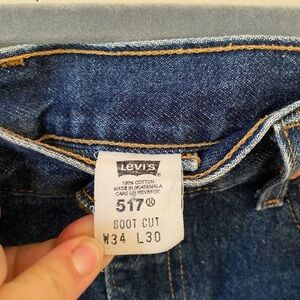 LEVI'S
100% COTTON
MADE IN GUATEMALA
CARE ON REVERSE
517®
BOOT CUT
W34 L30